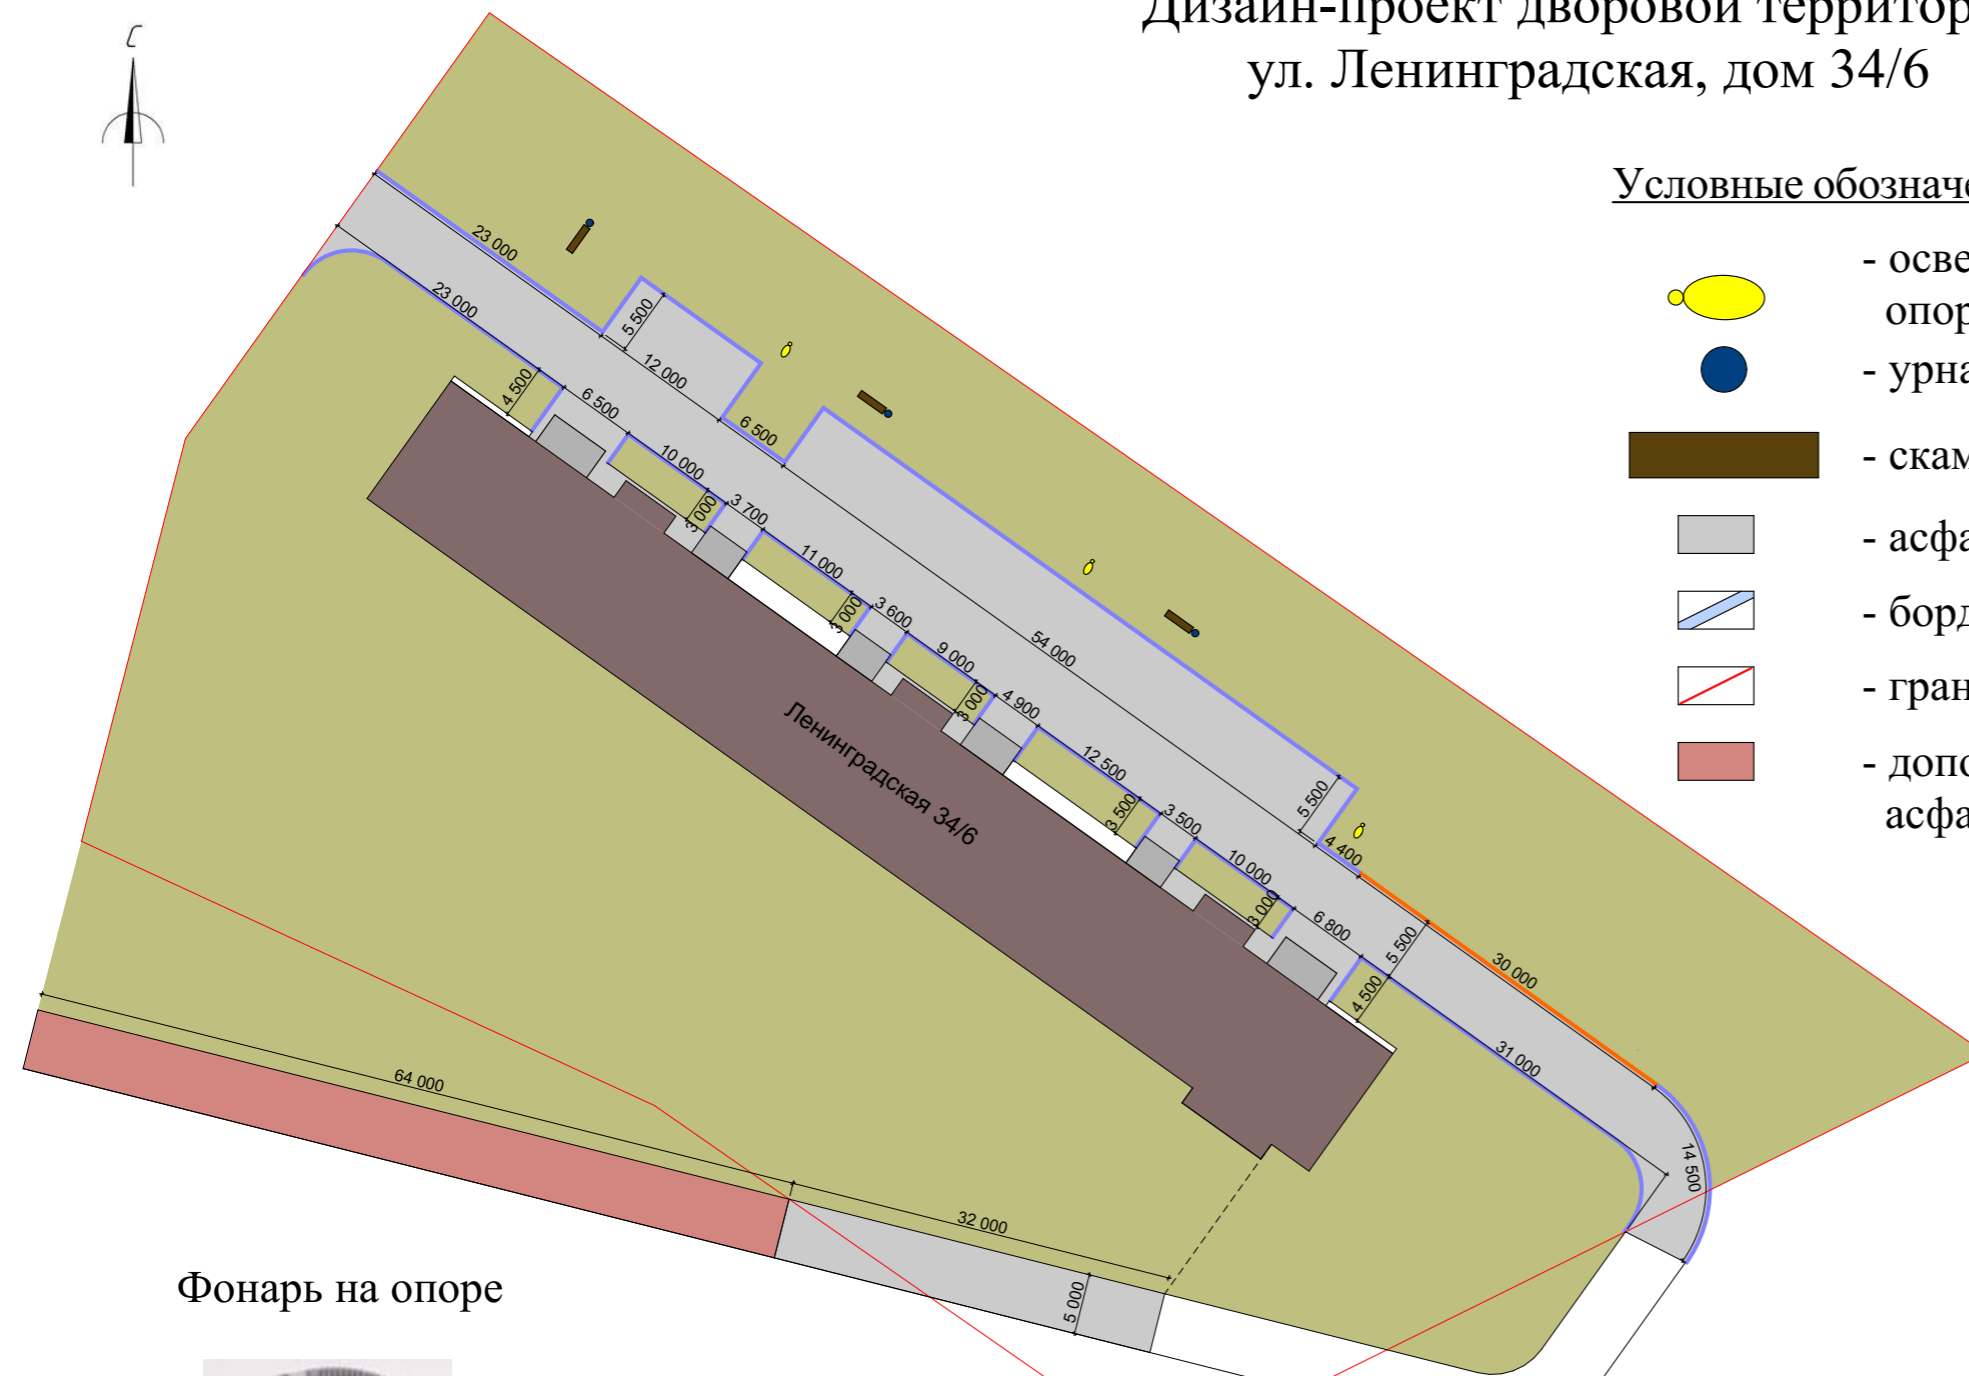 С
Дизайн-проект дворовой территор
ул. Ленинградская, дом 34/6
Условные обозначе
- осве
опор
- урна
- скам
- асфа
- борд
- гран
- допо
асфа
23 000
23 000
5 500
12 000
4 500
6 500
6 500
10 000
3 000
3 700
11 000
3 000
3 600
9 000
3 000
4 900
54 000
12 500
3 500
3 500
5 500
4 400
10 000
3 000
6 800
5 500
4 500
30 000
31 000
14 500
Ленинградская 34/6
64 000
32 000
5 000
Фонарь на опоре